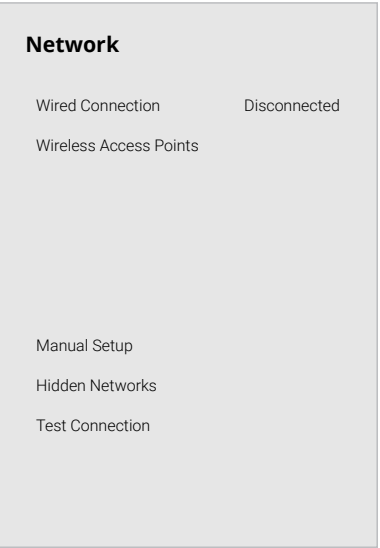 Network
Wired Connection Disconnected
Wireless Access Points
Manual Setup
Hidden Networks
Test Connection